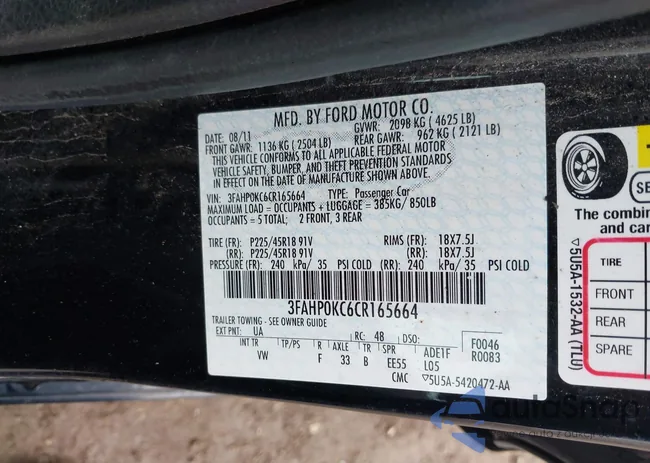 MFD. BY FORD MOTOR CO.
DATE: 08/11 GVWR: 2098 KG ( 4625 LB)
FRONT GAWR: 1136 KG ( 2504 LB) REAR GAWR: 962 KG ( 2121 LB)
THIS VEHICLE CONFORMS TO ALL APPLICABLE FEDERAL MOTOR
VEHICLE SAFETY, BUMPER, AND THEFT PREVENTION STANDARDS
IN EFFECT ON THE DATE OF MANUFACTURE SHOWN ABOVE.
VIN: 3FAHP0KC6CR165664 TYPE: Passenger Car
MAXIMUM LOAD = OCCUPANTS + LUGGAGE = 385KG/ 850LB
OCCUPANTS = 5 TOTAL: 2 FRONT, 3 REAR
TIRE (FR): P225/45R18 91V RIMS (FR): 18X7.5J
(RR): P225/45R18 91V (RR): 18X7.5J
PRESSURE (FR): 240 kPa/ 35 PSI COLD (RR): 240 kPa/ 35 PSI COLD
3FAHP0KC6CR165664
TRAILER TOWING - SEE OWNER GUIDE
EXT PNT: UA RC: 48 DSO: F0046
R0083
INT TR TP/PS R AXLE TR SPR ADE1F
VW F 33 B EE55 L05
CMC ▽5U5A-5420472-AA
SE
The combin
and car
TIRE
FRONT
REAR
SPARE
▽5U5A-1532-AA (TLU)
autoSnap